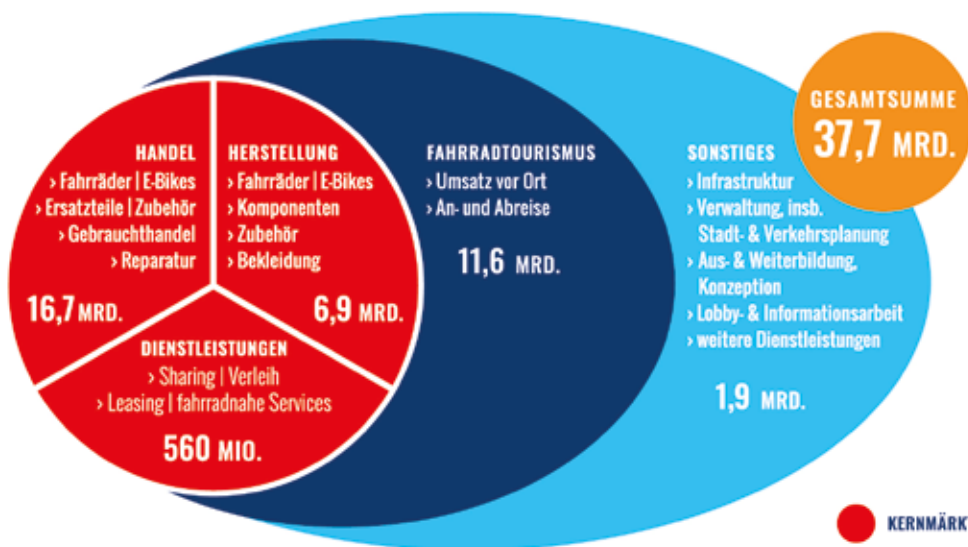 HANDEL
› Fahrräder | E-Bikes
› Ersatzteile | Zubehör
› Gebrauchthandel
› Reparatur
16,7 MRD.
HERSTELLUNG
› Fahrräder | E-Bikes
› Komponenten
› Zubehör
› Bekleidung
6,9 MRD.
DIENSTLEISTUNGEN
› Sharing | Verleih
› Leasing | fahrradnahe Services
560 MIO.
FAHRRADTOURISMUS
› Umsatz vor Ort
› An- und Abreise
11,6 MRD.
SONSTIGES
› Infrastruktur
› Verwaltung, insb.
Stadt- & Verkehrsplanung
› Aus- & Weiterbildung,
Konzeption
› Lobby- & Informationsarbeit
› weitere Dienstleistungen
1,9 MRD.
GESAMTSUMME
37,7 MRD.
KERNMÄRK